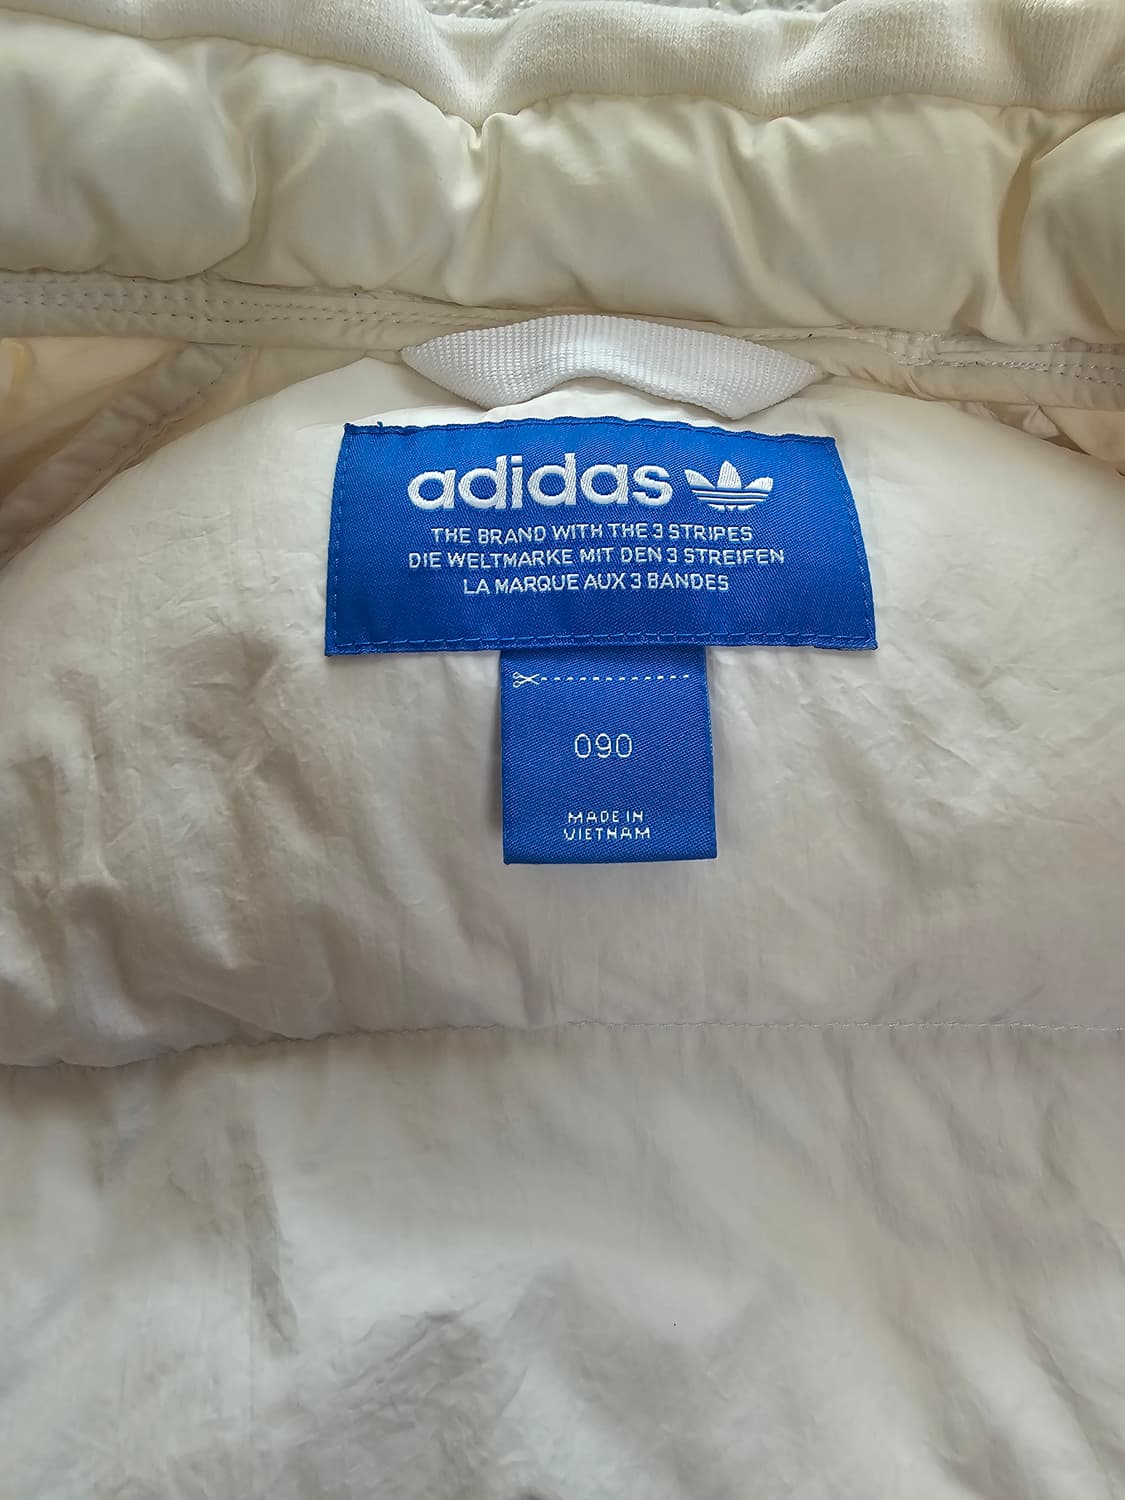 adidas
THE BRAND WITH THE 3 STRIPES
DIE WELTMARKE MIT DEN 3 STREIFEN
LA MARQUE AUX 3 BANDES
090
MADE IN
VIETNAM